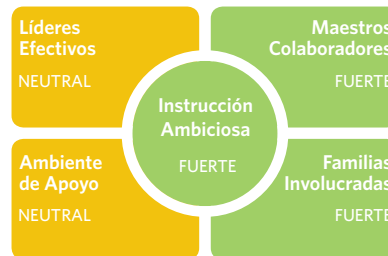 Líderes
Efectivos
NEUTRAL
Maestros
Colaboradores
FUERTE
Instrucción
Ambiciosa
FUERTE
Ambiente
de Apoyo
NEUTRAL
Familias
Involucradas
FUERTE